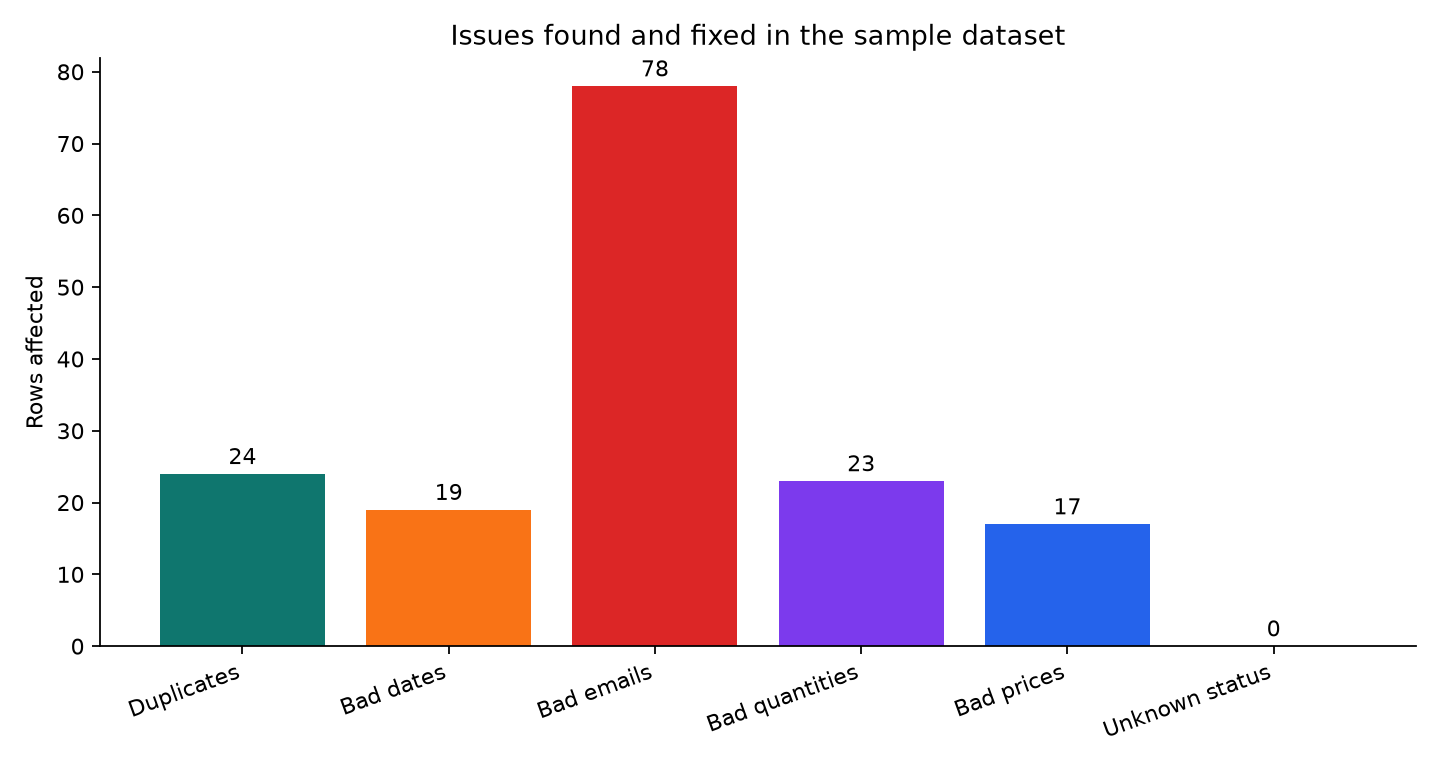 Issues found and fixed in the sample dataset
Rows affected
80
70
60
50
40
30
20
10
0
24
19
78
23
17
0
Duplicates
Bad dates
Bad emails
Bad quantities
Bad prices
Unknown status